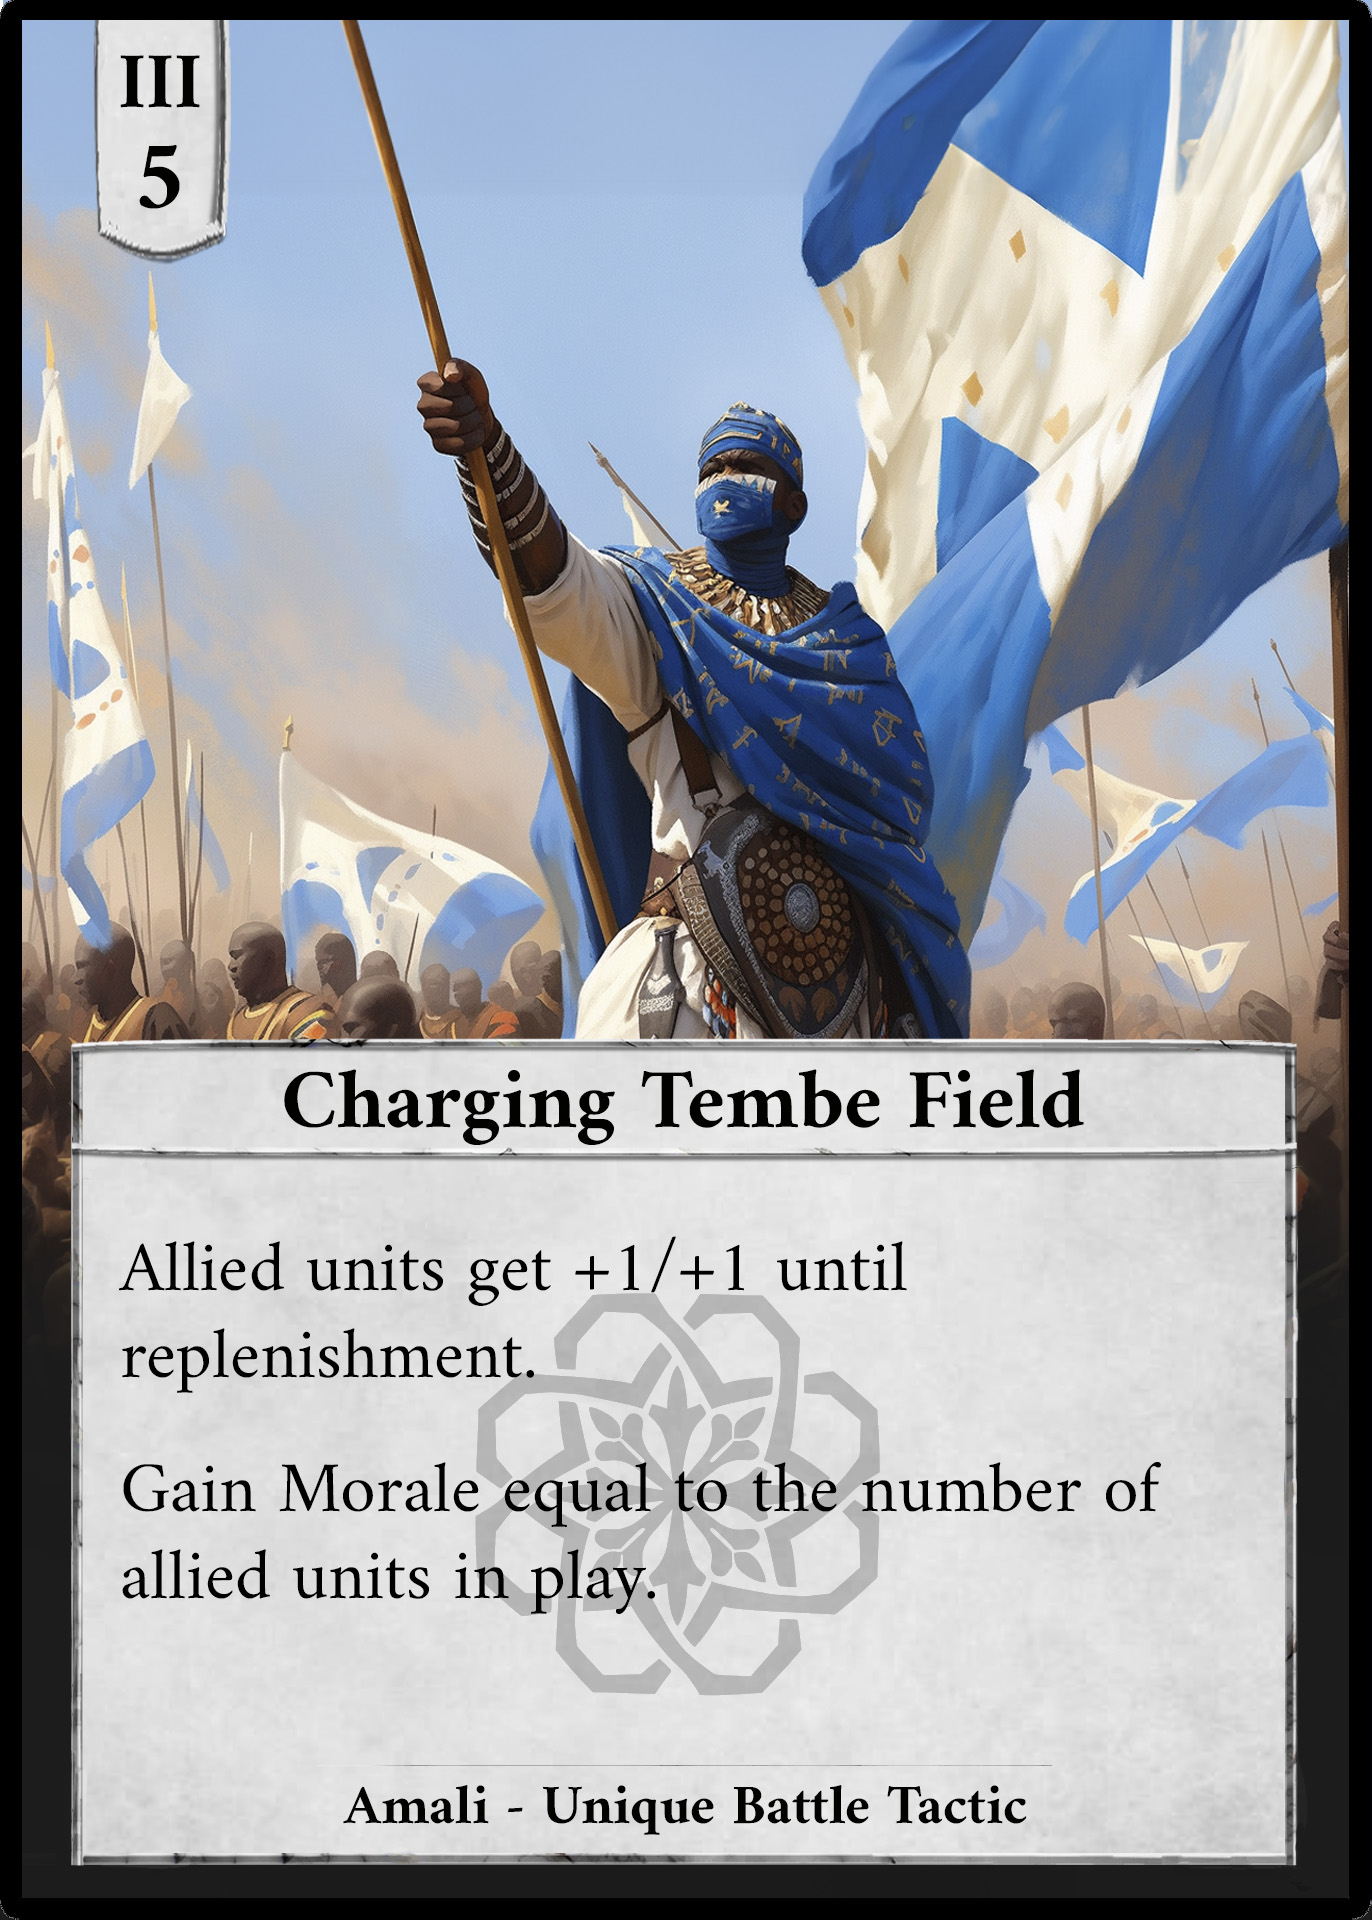 III
5
Charging Tembe Field
Allied units get +1/+1 until
replenishment.
Gain Morale equal to the number of
allied units in play.
Amali - Unique Battle Tactic